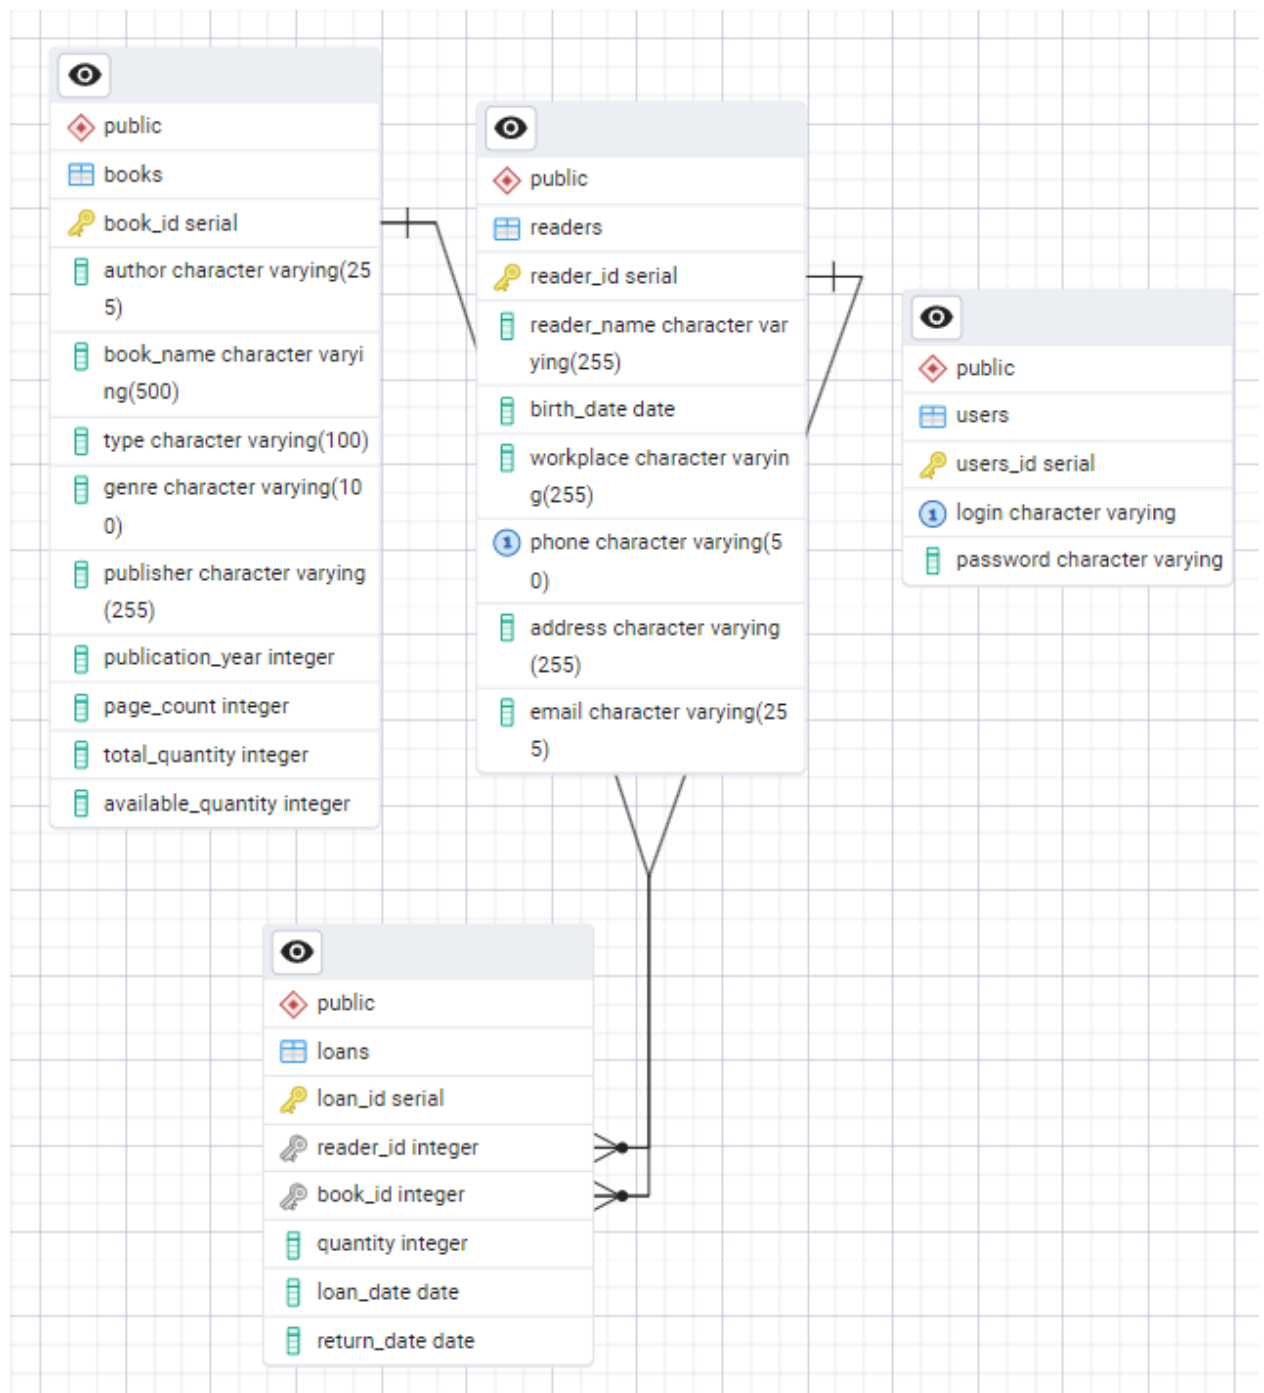 public
books
book_id serial
author character varying(25
5)
book_name character varyi
ng(500)
type character varying(100)
genre character varying(10
0)
publisher character varying
(255)
publication_year integer
page_count integer
total_quantity integer
available_quantity integer
public
readers
reader_id serial
reader_name character var
ying(255)
birth_date date
workplace character varyin
g(255)
1
phone character varying(5
0)
address character varying
(255)
email character varying(25
5)
public
users
users_id serial
1
login character varying
password character varying
public
loans
loan_id serial
reader_id integer
book_id integer
quantity integer
loan_date date
return_date date